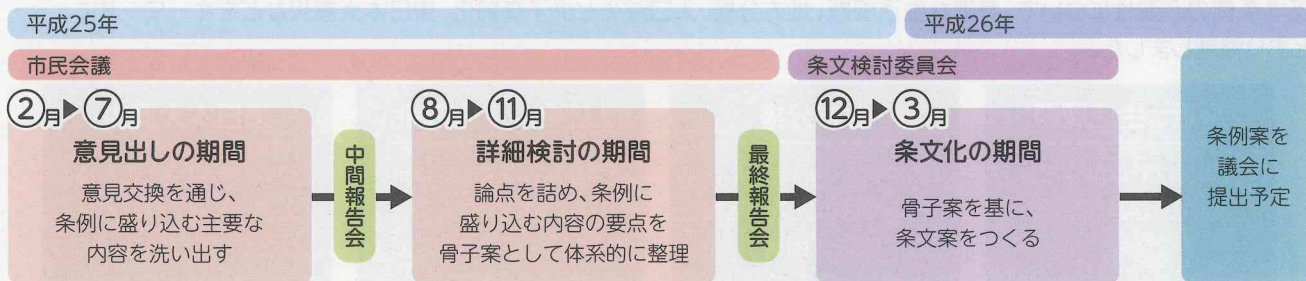 平成25年
平成26年
市民会議
条文検討委員会
②月▶⑦月
意見出しの期間
意見交換を通じ、
条例に盛り込む主要な
内容を洗い出す
中間報告会
⑧月▶⑪月
詳細検討の期間
論点を詰め、条例に
盛り込む内容の要点を
骨子案として体系的に整理
最終報告会
⑫月▶③月
条文化の期間
骨子案を基に、
条文案をつくる
条例案を
議会に
提出予定